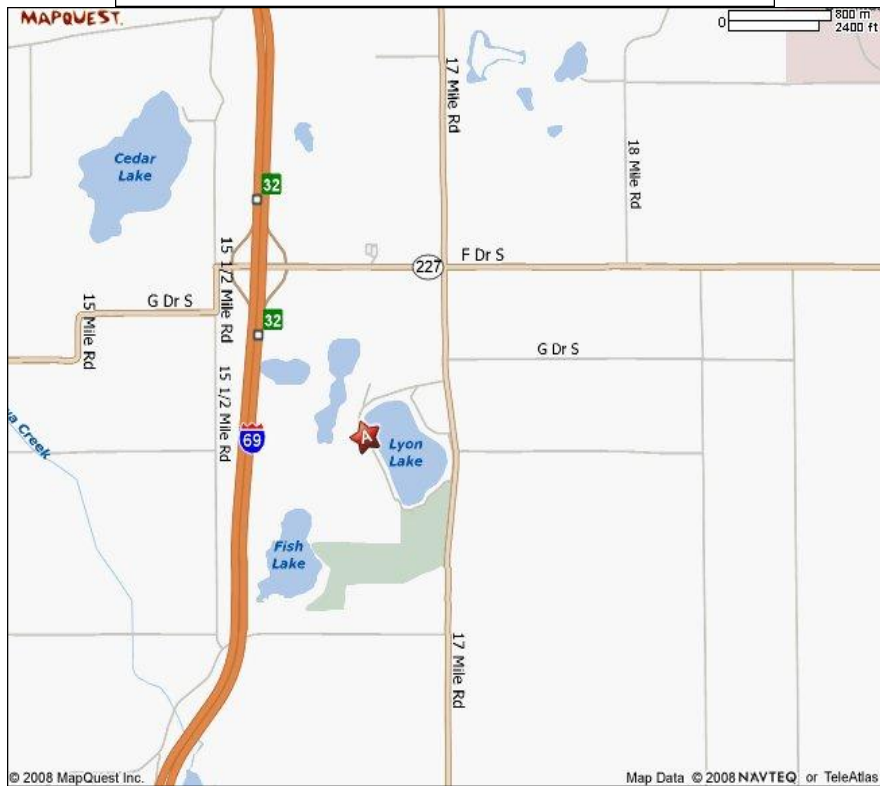 MAPQUEST.
0
800 m
2400 ft
17 Mile Rd
Cedar
Lake
18 Mile Rd
32
15 1/2 Mile Rd
F Dr S
227
G Dr S
15 Mile Rd
32
G Dr S
15 1/2 Mile Rd
Creek
69
A
Lyon
Lake
Fish
Lake
17 Mile Rd
© 2008 MapQuest Inc.
Map Data © 2008 NAVTEQ or TeleAtlas